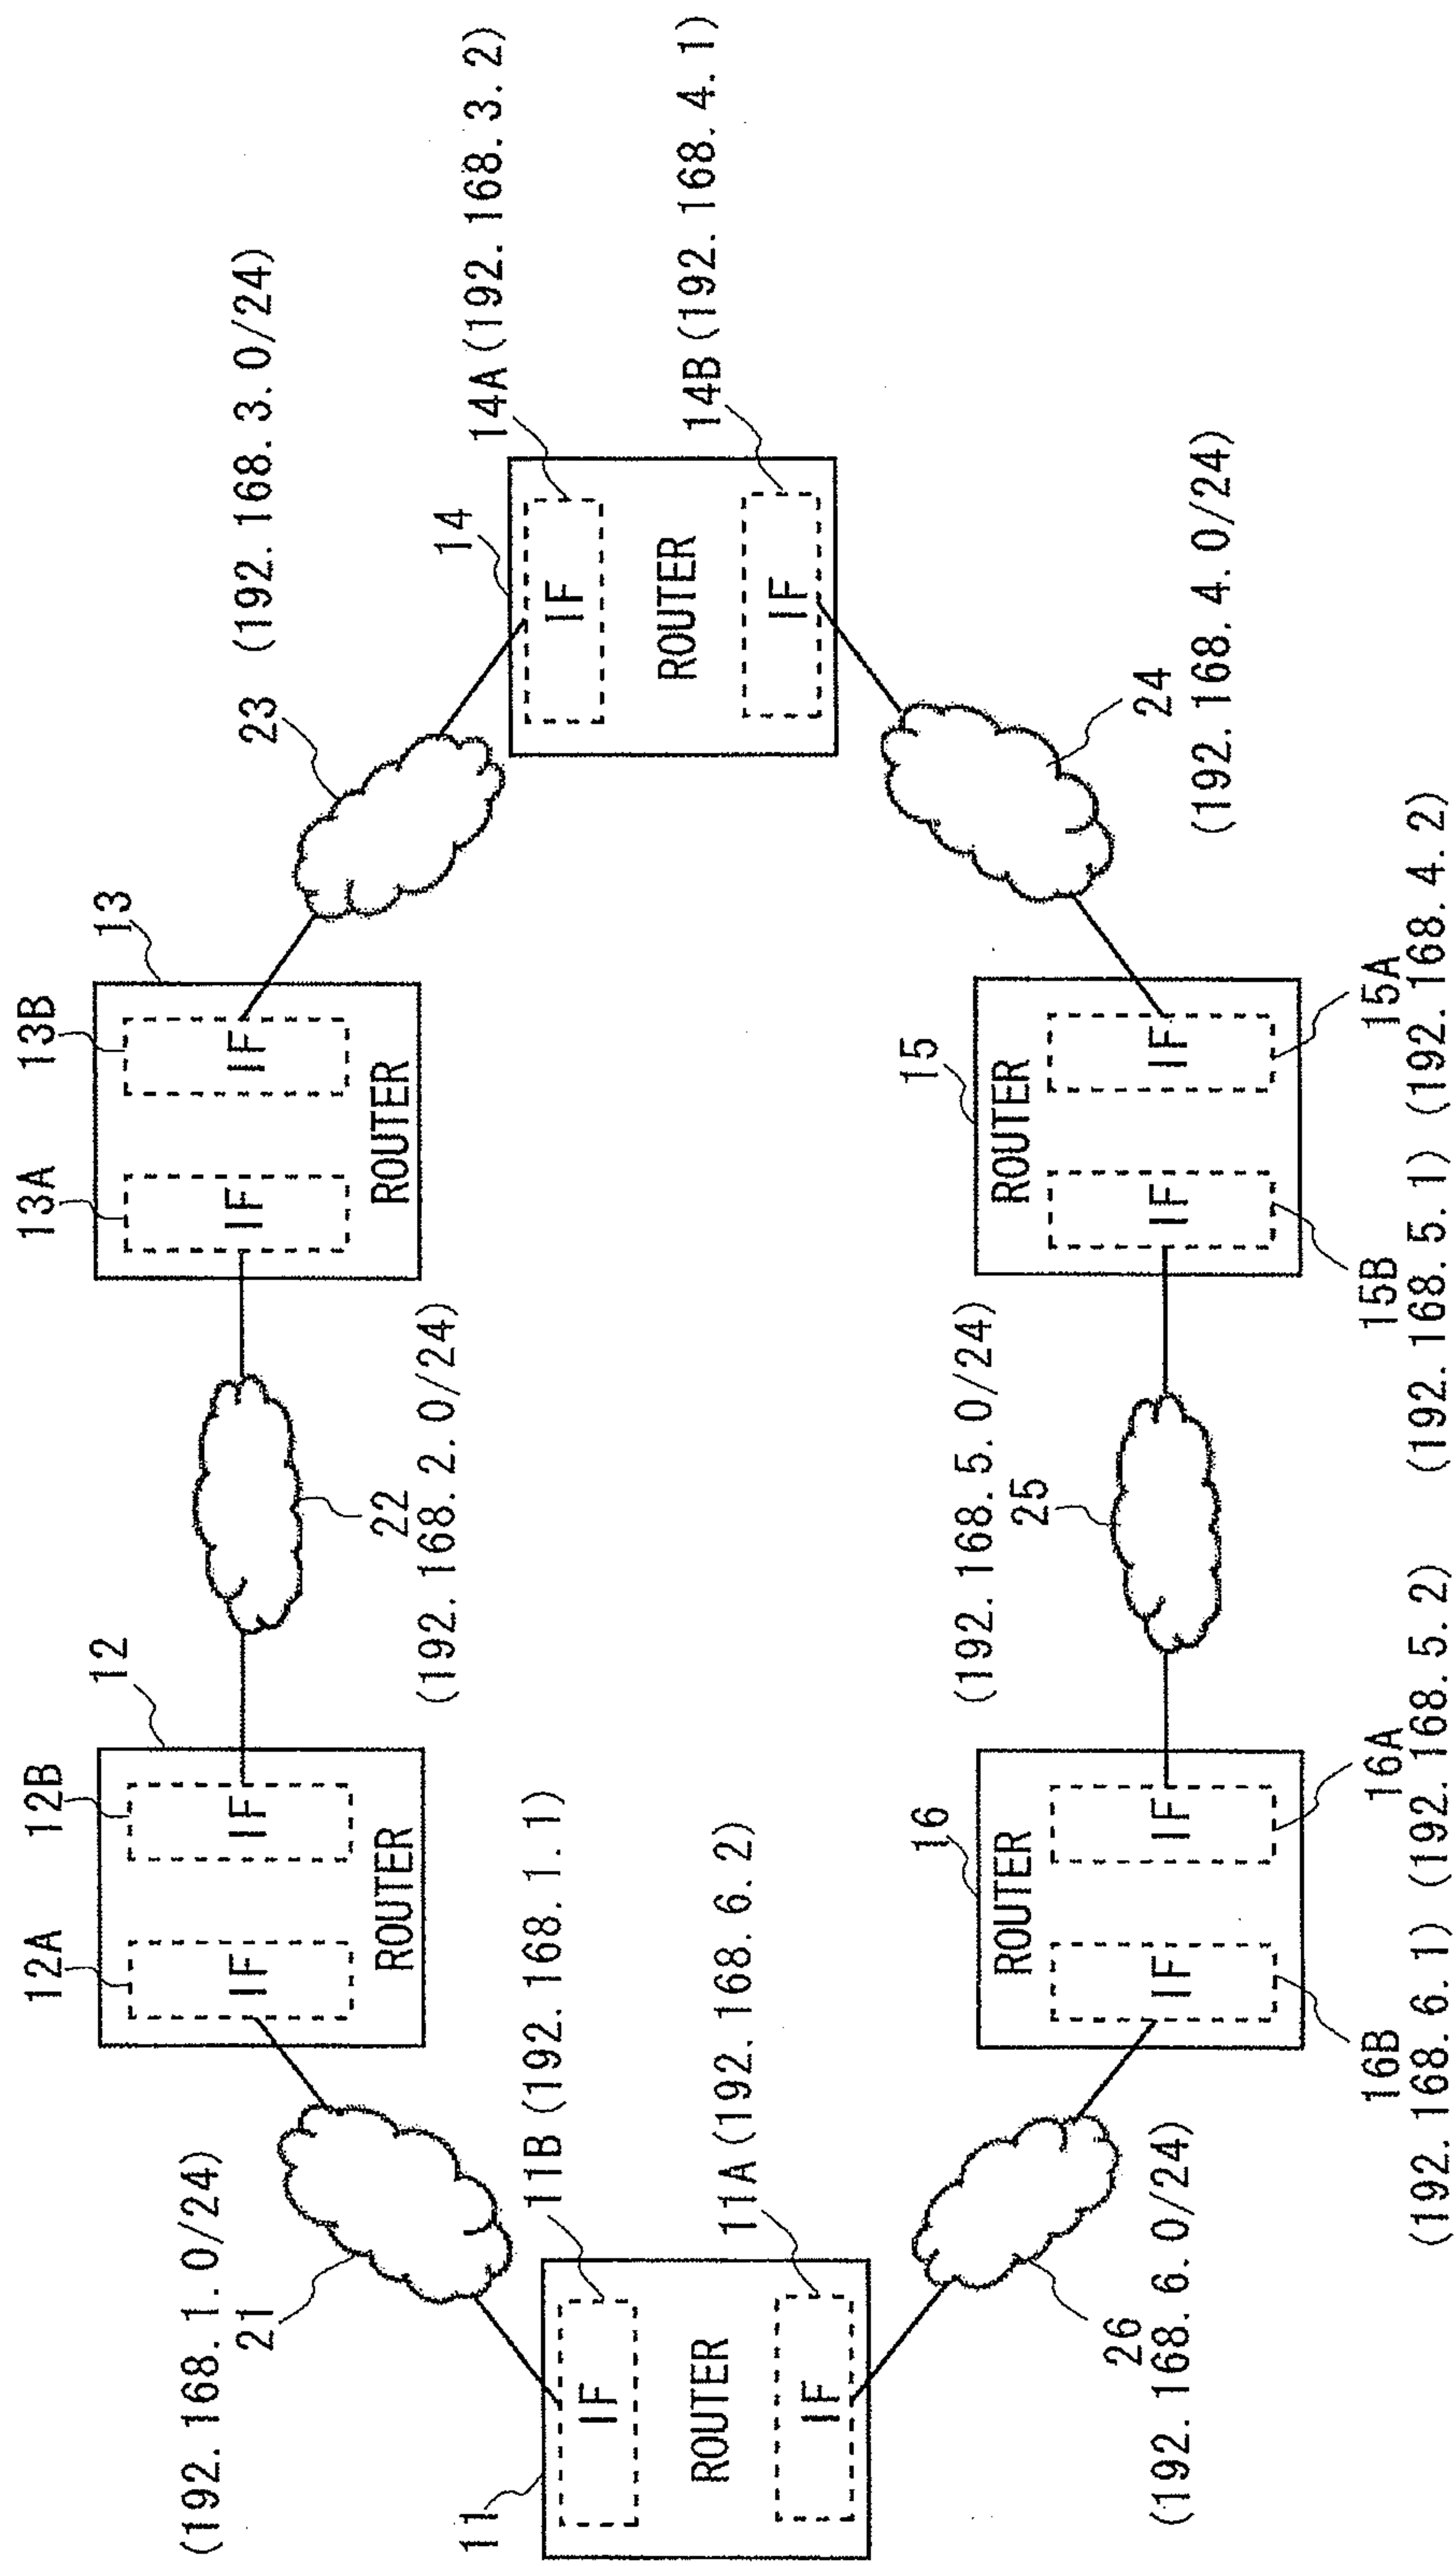 13A
13B
12A
12B
12
13
IF
IF
IF
IF
ROUTER
ROUTER
(192. 168. 1. 0/24)
21
22
(192. 168. 2. 0/24)
23
(192. 168. 3. 0/24)
11
11B (192. 168. 1. 1)
IF
ROUTER
IF
11A (192. 168. 6. 2)
14
14A (192. 168. 3. 2)
IF
ROUTER
IF
14B (192. 168. 4. 1)
16
15
(192. 168. 5. 0/24)
25
ROUTER
ROUTER
IF
IF
IF
IF
26
(192. 168. 6. 0/24)
24
(192. 168. 4. 0/24)
16B
16A
15B
15A
(192. 168. 6. 1) (192. 168. 5. 2)
(192. 168. 5. 1) (192. 168. 4. 2)